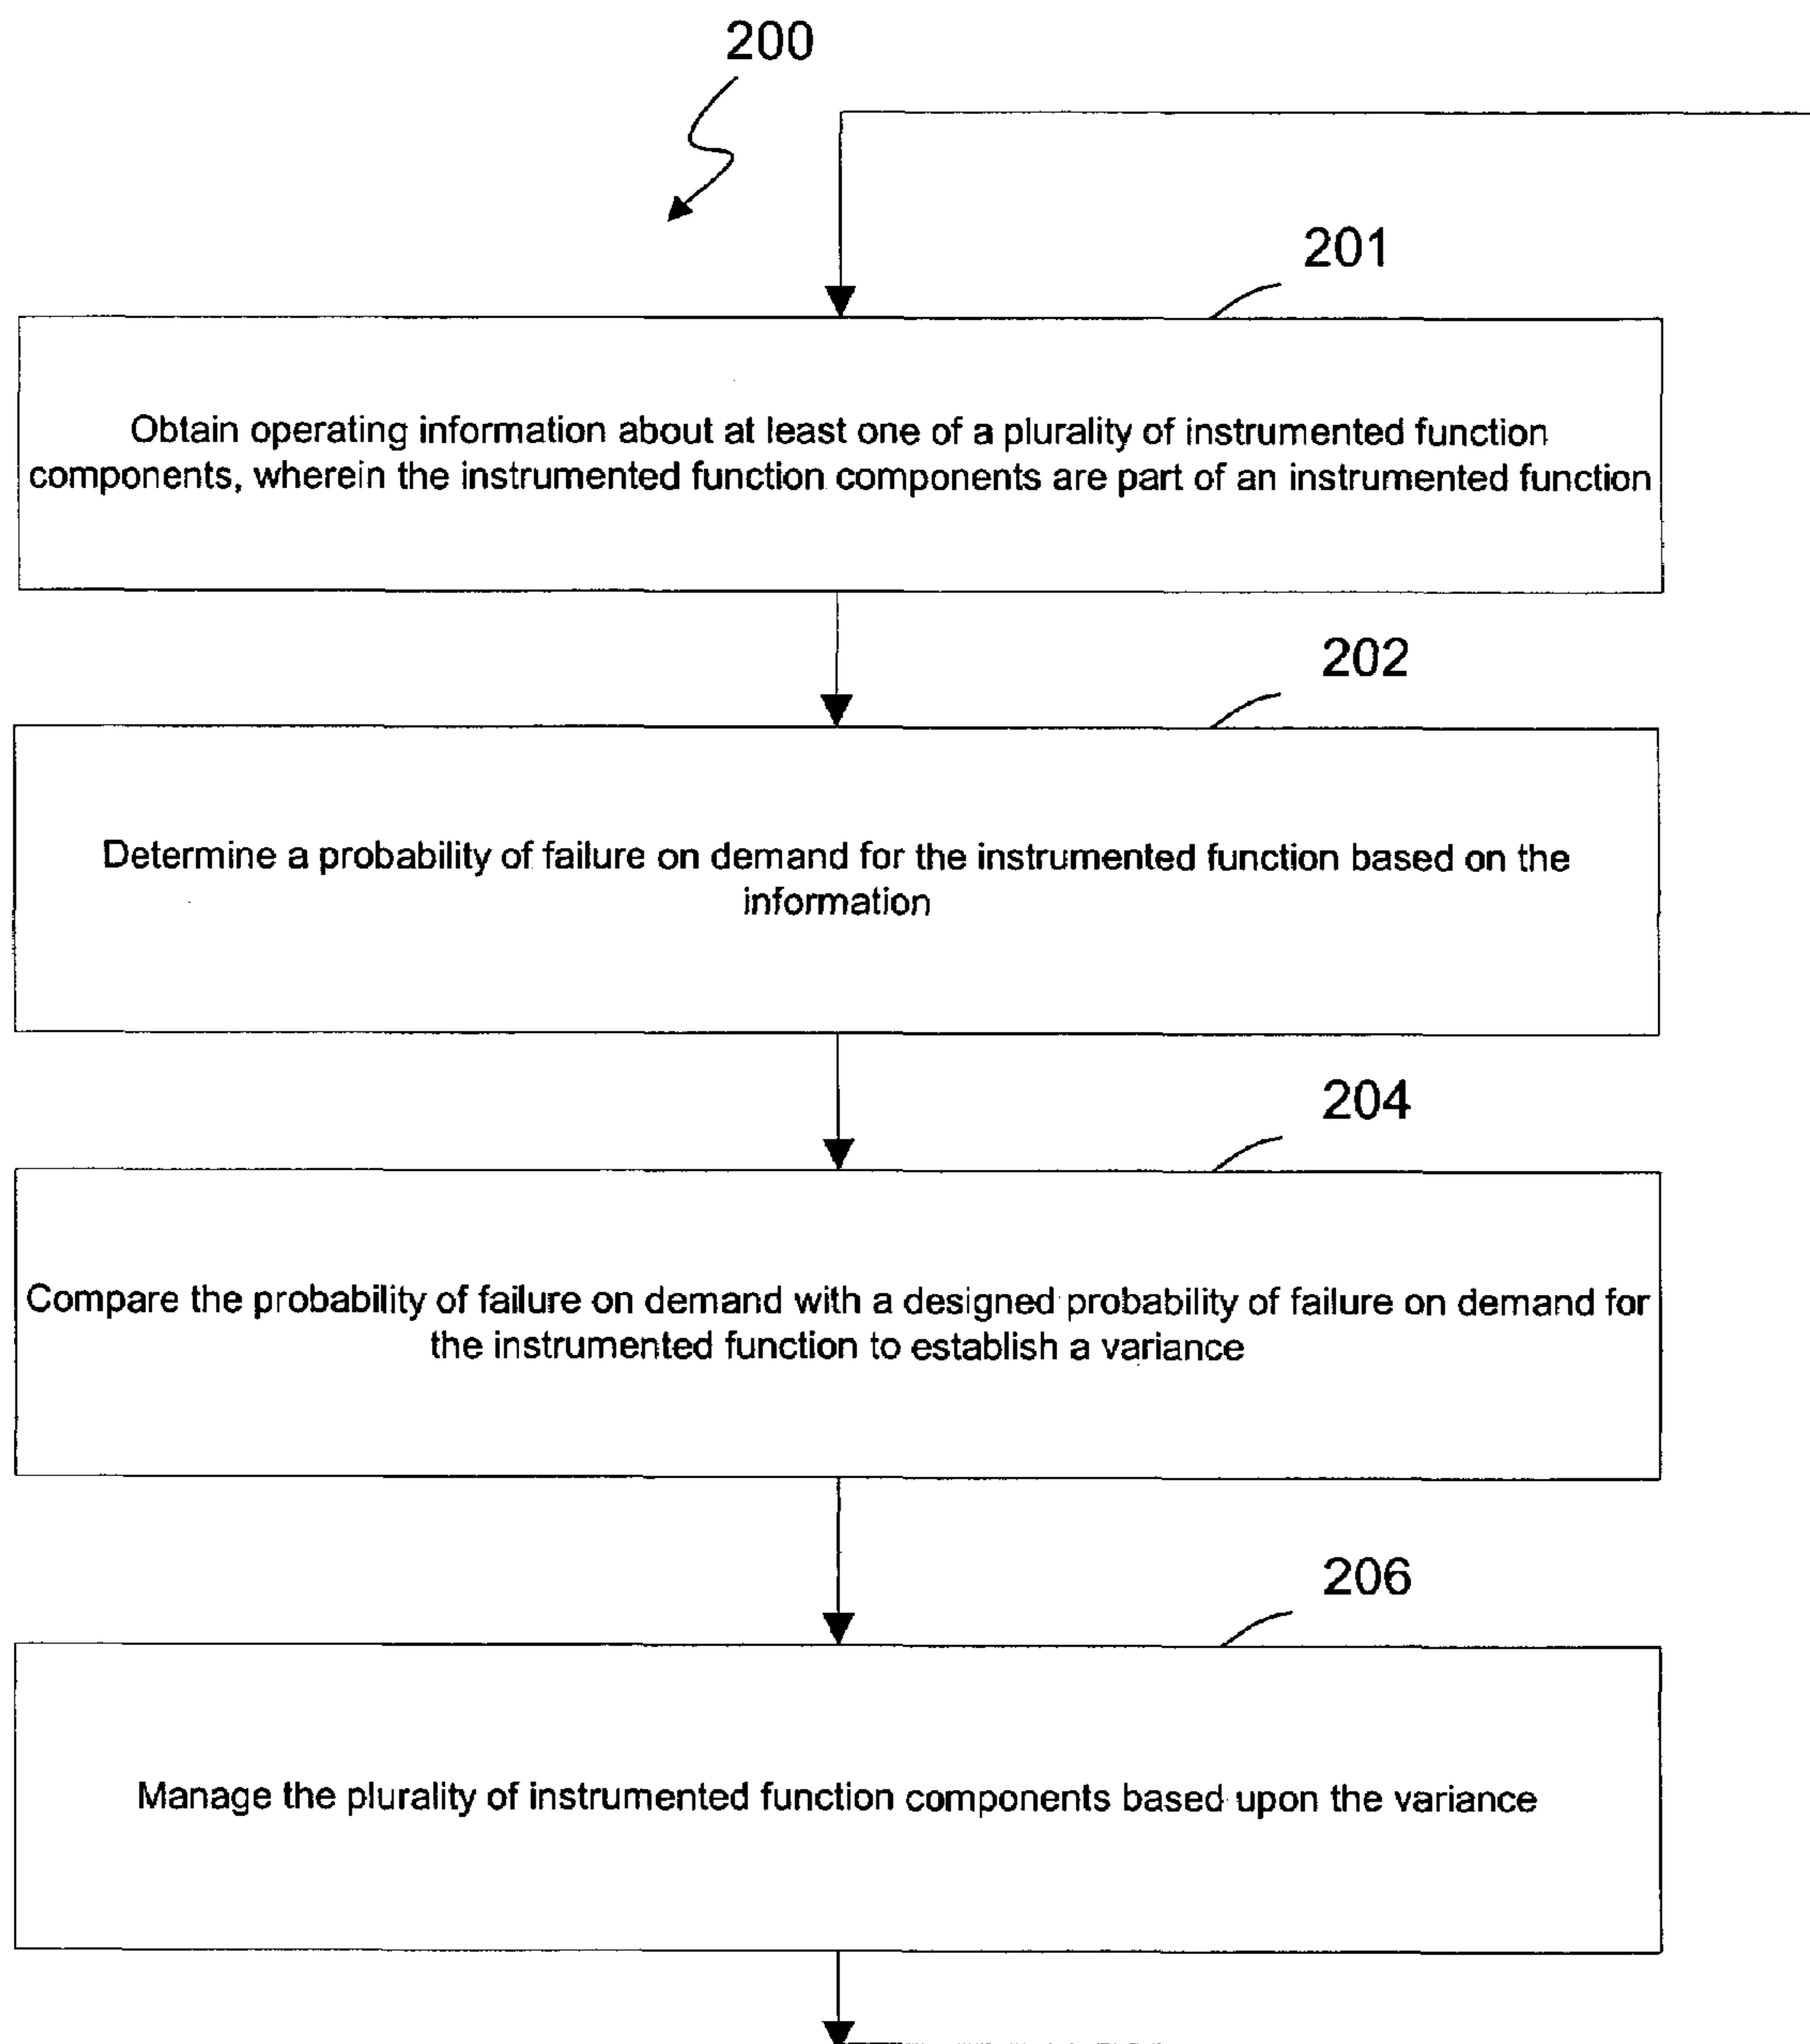 200
201
Obtain operating information about at least one of a plurality of instrumented function
components, wherein the instrumented function components are part of an instrumented function
202
Determine a probability of failure on demand for the instrumented function based on the
information
204
Compare the probability of failure on demand with a designed probability of failure on demand for
the instrumented function to establish a variance
206
Manage the plurality of instrumented function components based upon the variance